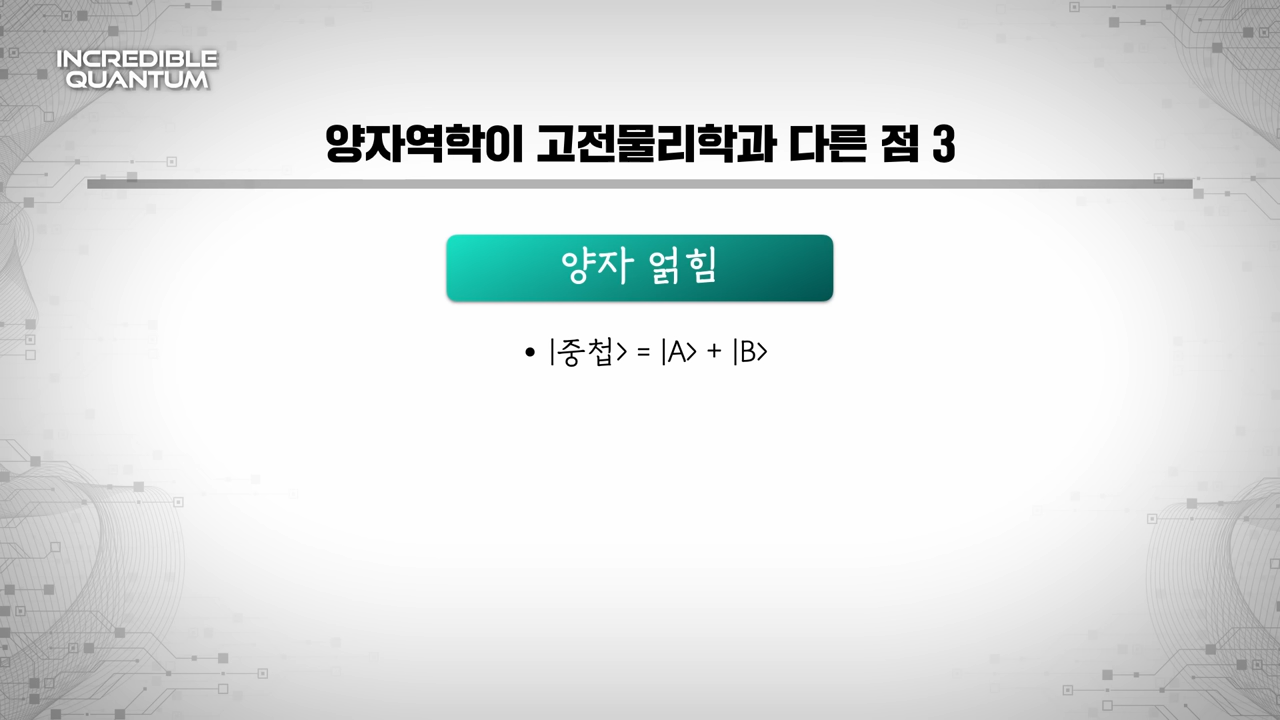 INCREDIBLE
QUANTUM
양자역학이 고전물리학과 다른 점 3
양자 얽힘
• |중첩> = |A> + |B>